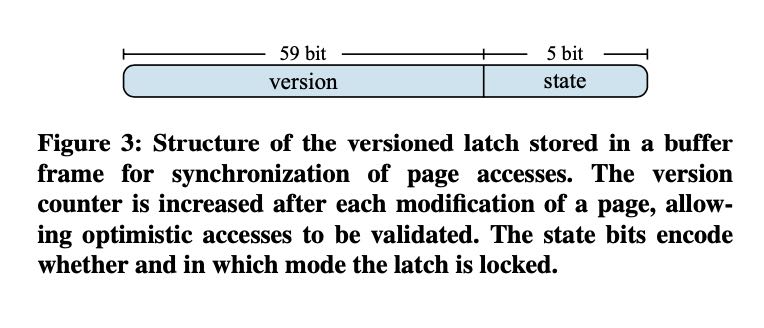 59 bit 5 bit
version state
Figure 3: Structure of the versioned latch stored in a buffer
frame for synchronization of page accesses. The version
counter is increased after each modification of a page, allow-
ing optimistic accesses to be validated. The state bits encode
whether and in which mode the latch is locked.